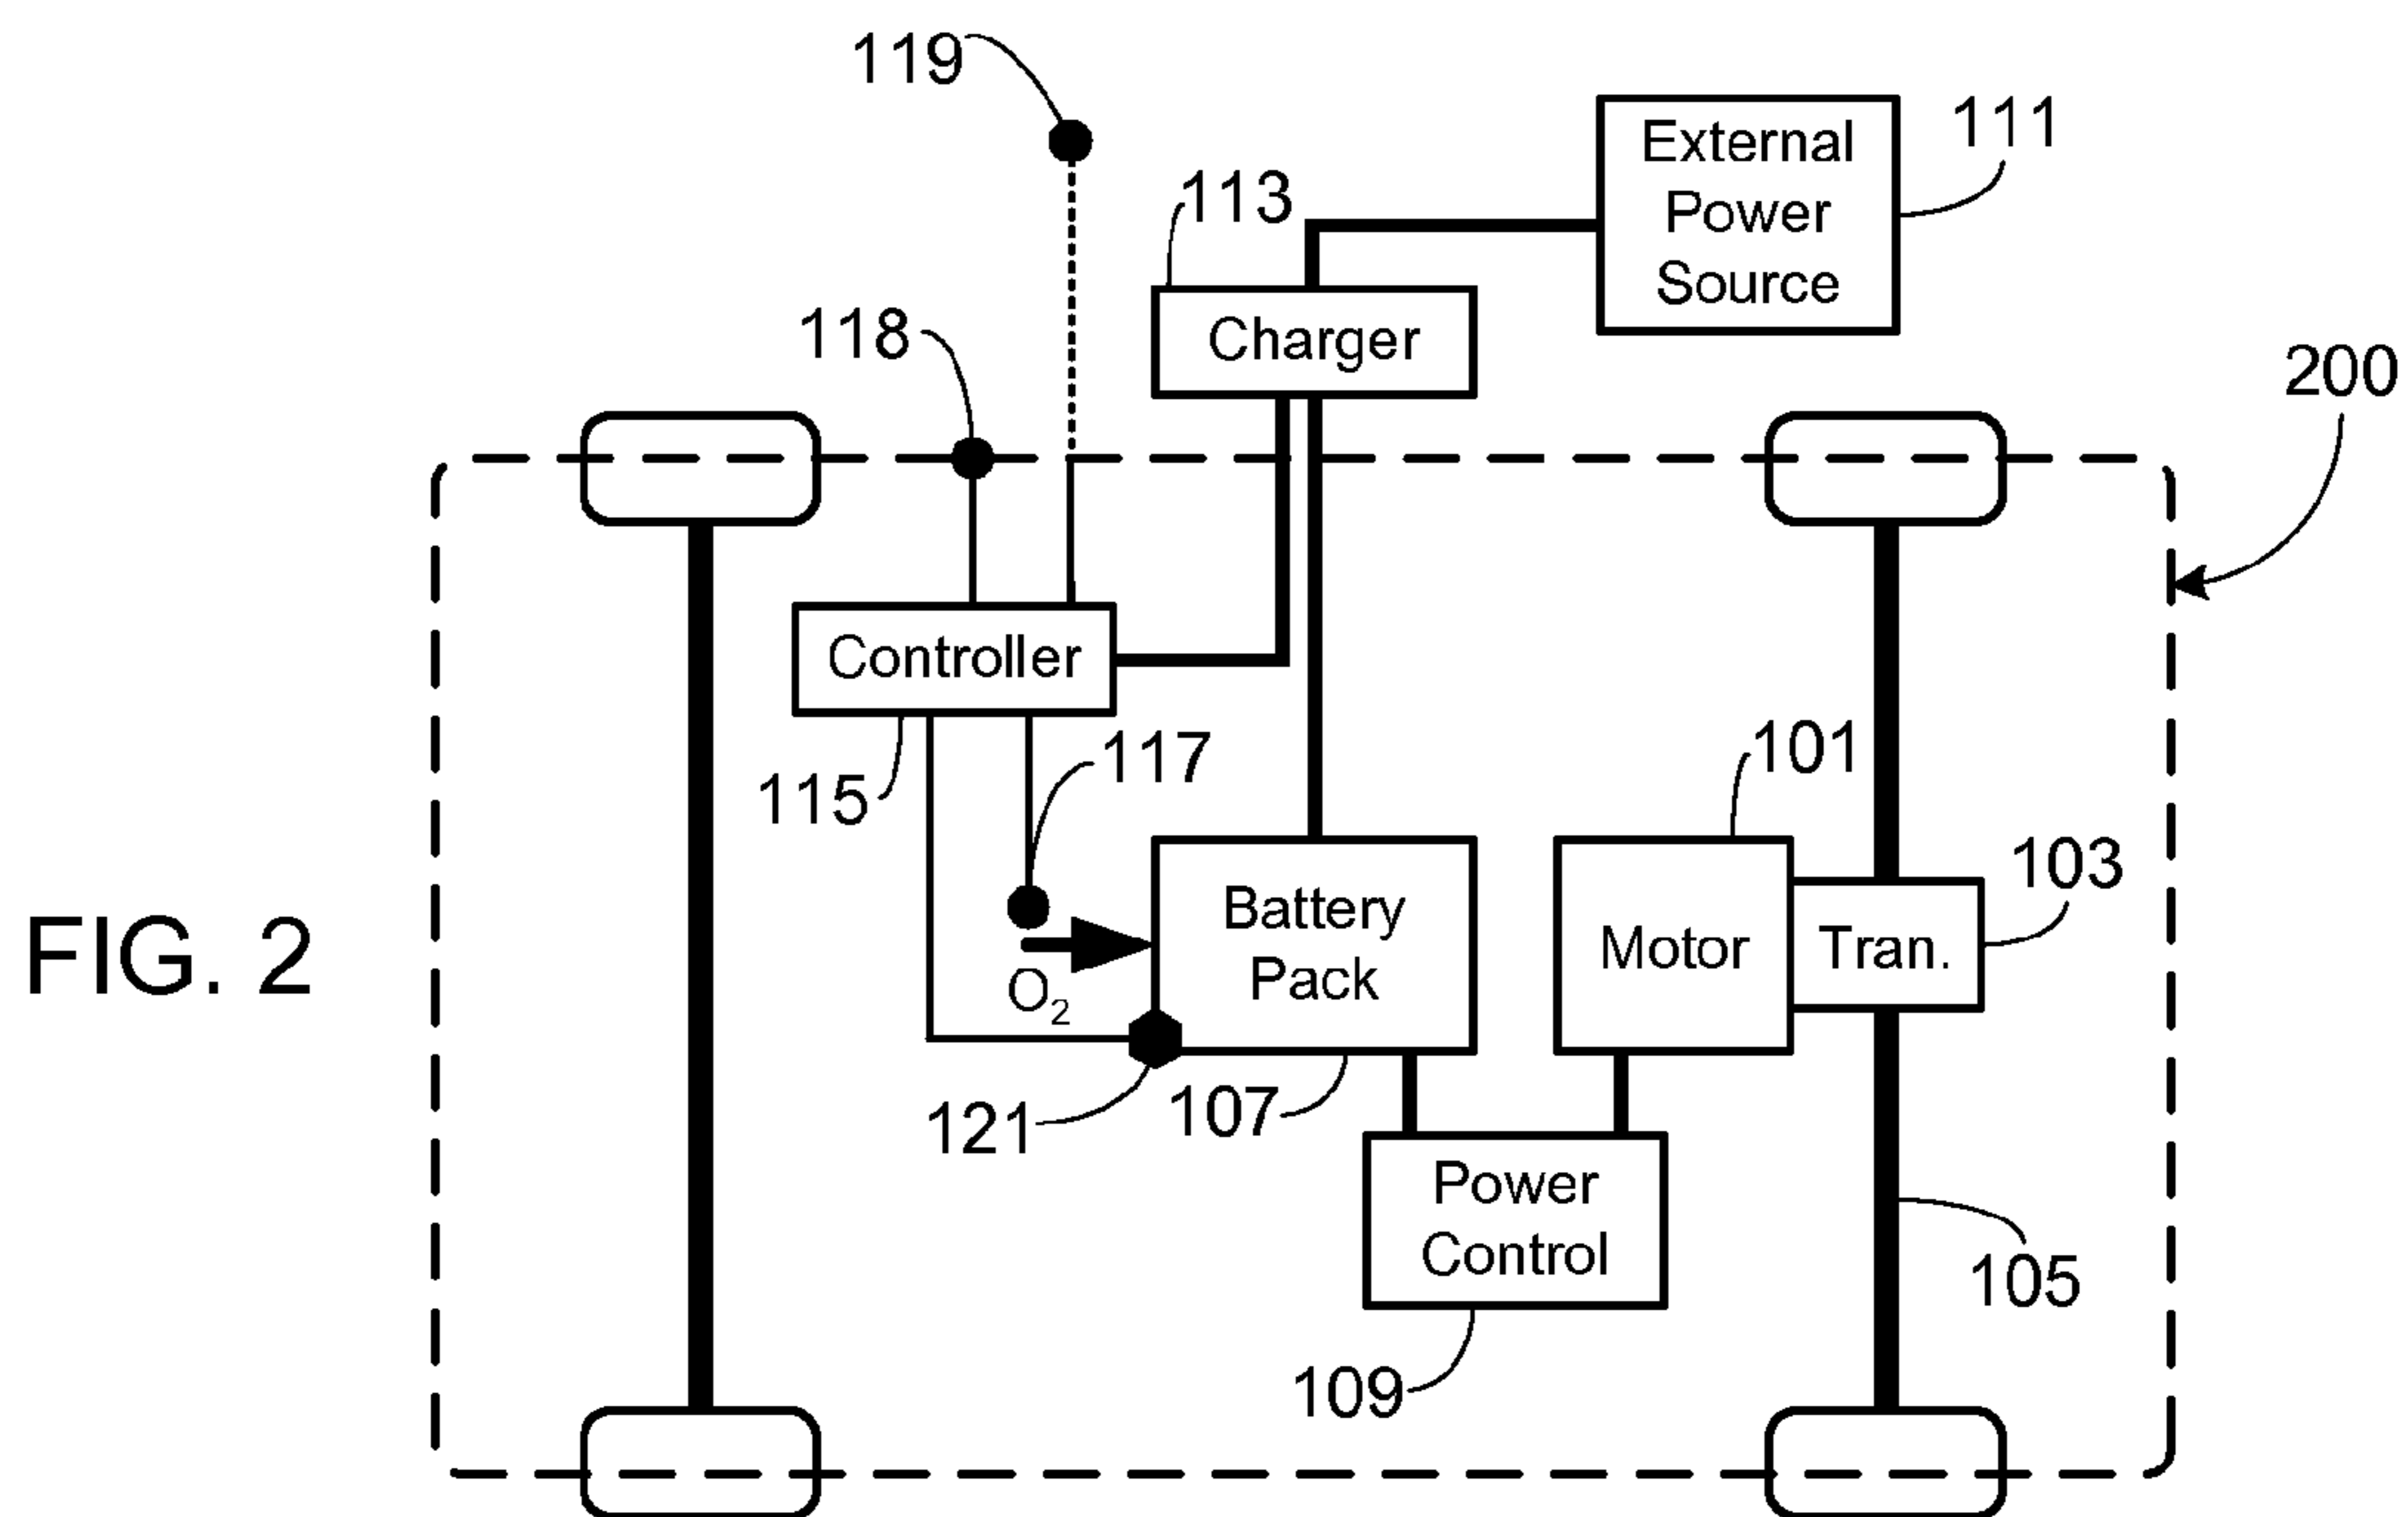 119
External
Power
Source
111
113
118
Charger
200
Controller
117
101
115
103
Battery
Pack
Motor
Tran.
FIG. 2
O₂
121
107
Power
Control
105
109